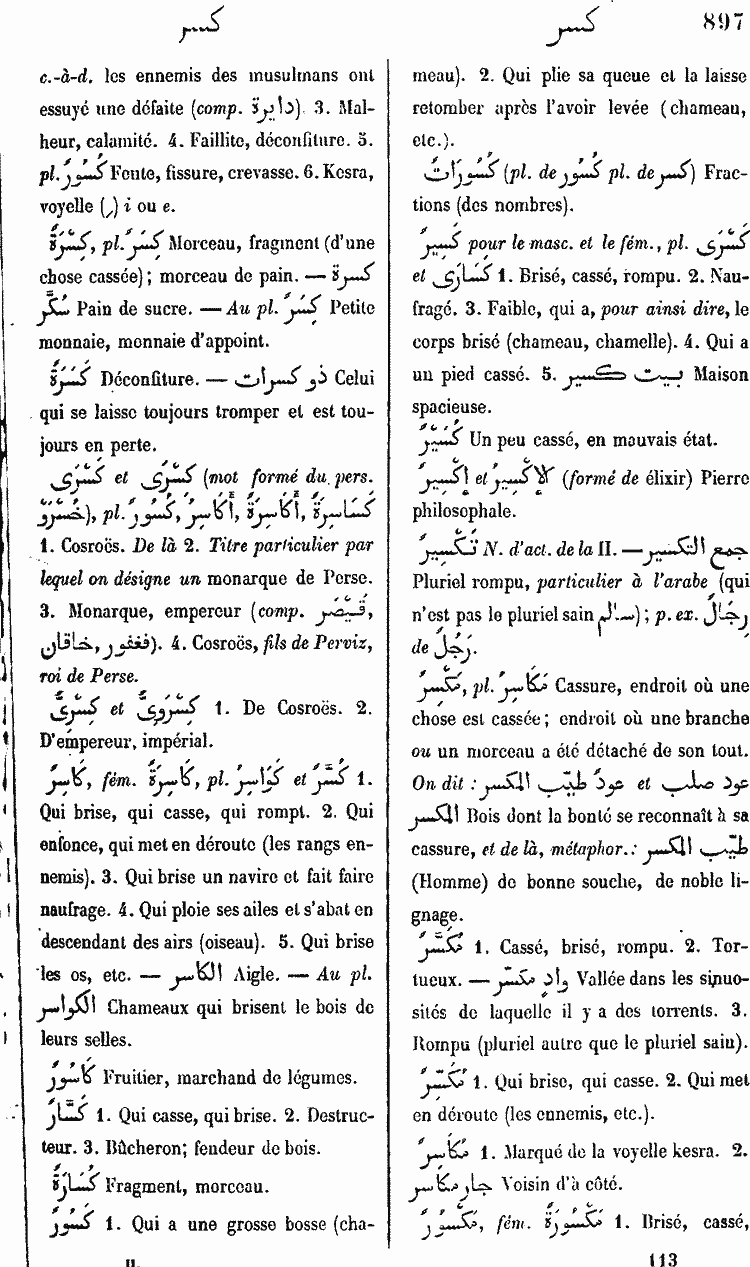 كسر
كسر
897
c.-à-d. les ennemis des musulmans ont
essuyé une défaite (comp. دايرة). 3. Mal-
heur, calamité. 4. Faillite, déconfiture. 5.
pl. كُسُورٌ Fente, fissure, crevasse. 6. Kesra,
voyelle (ِ) i ou e.
كِسْرَةٌ, pl. كِسَرٌ Morceau, fragment (d'une
chose cassée); morceau de pain. — كسرة
سُكَّرٍ Pain de sucre. — Au pl. كِسَرٌ Petite
monnaie, monnaie d'appoint.
كَسَرَةٌ Déconfiture. — ذو كسرات Celui
qui se laisse toujours tromper et est tou-
jours en perte.
كِسْرَى et كَسْرَى (mot formé du pers.
خُسْرَوْ), pl. كُسُورٌ, أَكَاسِرُ, أَكَاسِرَةٌ, كَسَاسِرَةٌ
1. Cosroës. De là 2. Titre particulier par
lequel on désigne un monarque de Perse.
3. Monarque, empereur (comp. قَيْصَر,
فغفور, خاقان). 4. Cosroës, fils de Perviz,
roi de Perse.
كِسْرِيٌّ et كِسْرَوِيٌّ 1. De Cosroës. 2.
D'empereur, impérial.
كَاسِرٌ, fém. كَاسِرَةٌ, pl. كَوَاسِرُ et كُسَّرٌ 1.
Qui brise, qui casse, qui rompt. 2. Qui
enfonce, qui met en déroute (les rangs en-
nemis). 3. Qui brise un navire et fait faire
naufrage. 4. Qui ploie ses ailes et s'abat en
descendant des airs (oiseau). 5. Qui brise
les os, etc. — الكاسر Aigle. — Au pl.
الكواسر Chameaux qui brisent le bois de
leurs selles.
كَاسُورٌ Fruitier, marchand de légumes.
كَسَّارٌ 1. Qui casse, qui brise. 2. Destruc-
teur. 3. Bûcheron; fendeur de bois.
كُسَارَةٌ Fragment, morceau.
كَسُورٌ 1. Qui a une grosse bosse (cha-
II.
meau). 2. Qui plie sa queue et la laisse
retomber après l'avoir levée (chameau,
etc.).
كُسُورَاتٌ (pl. de كُسُور pl. de كسر) Frac-
tions (des nombres).
كَسِيرٌ pour le masc. et le fém., pl. كَسْرَى
et كَسَارَى 1. Brisé, cassé, rompu. 2. Nau-
fragé. 3. Faible, qui a, pour ainsi dire, le
corps brisé (chameau, chamelle). 4. Qui a
un pied cassé. 5. بيت كسير Maison
spacieuse.
كُسَيْرٌ Un peu cassé, en mauvais état.
إِكْسِيرٌ et الإِكْسِيرُ (formé de élixir) Pierre
philosophale.
تَكْسِيرٌ N. d'act. de la II. — جمع التكسير
Pluriel rompu, particulier à l'arabe (qui
n'est pas le pluriel sain سالم); p. ex. رِجَالٌ
de رَجُلٌ.
مَكْسِرٌ, pl. مَكَاسِرُ Cassure, endroit où une
chose est cassée; endroit où une branche
ou un morceau a été détaché de son tout.
On dit : عودٌ طيّب المكسر et عود صلب
المكسر Bois dont la bonté se reconnaît à sa
cassure, et de là, métaphor.: طيّب المكسر
(Homme) de bonne souche, de noble li-
gnage.
مُكَسَّرٌ 1. Cassé, brisé, rompu. 2. Tor-
tueux. — وادٍ مكسّر Vallée dans les sinuo-
sités de laquelle il y a des torrents. 3.
Rompu (pluriel autre que le pluriel sain).
مُكَسِّرٌ 1. Qui brise, qui casse. 2. Qui met
en déroute (les ennemis, etc.).
مُكَاسِرٌ 1. Marqué de la voyelle kesra. 2.
جار مكاسر Voisin d'à côté.
مَكْسُورٌ, fém. مَكْسُورَةٌ 1. Brisé, cassé,
113